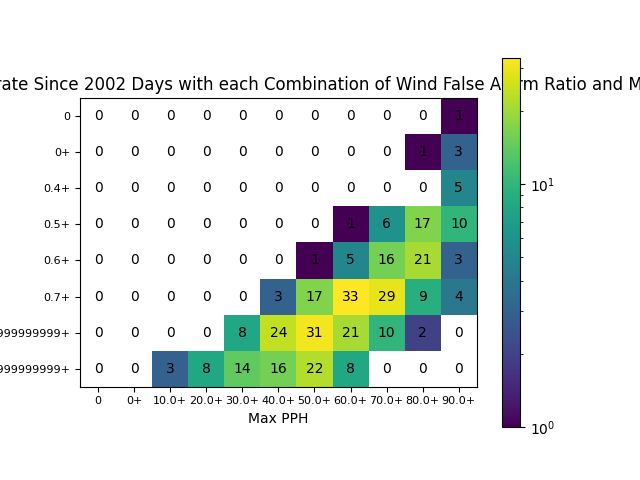 rate Since 2002 Days with each Combination of Wind False A rm Ratio and M
0 0 0 0 0 0 0 0 0 0 0 1
0+ 0 0 0 0 0 0 0 0 0 1 3
0.4+ 0 0 0 0 0 0 0 0 0 0 5
0.5+ 0 0 0 0 0 0 0 1 6 17 10
0.6+ 0 0 0 0 0 0 1 5 16 21 3
0.7+ 0 0 0 0 0 3 17 33 29 9 4
999999999+ 0 0 0 0 8 24 31 21 10 2 0
999999999+ 0 0 3 8 14 16 22 8 0 0 0
0 0+ 10.0+ 20.0+ 30.0+ 40.0+ 50.0+ 60.0+ 70.0+ 80.0+ 90.0+
Max PPH
10¹
10⁰